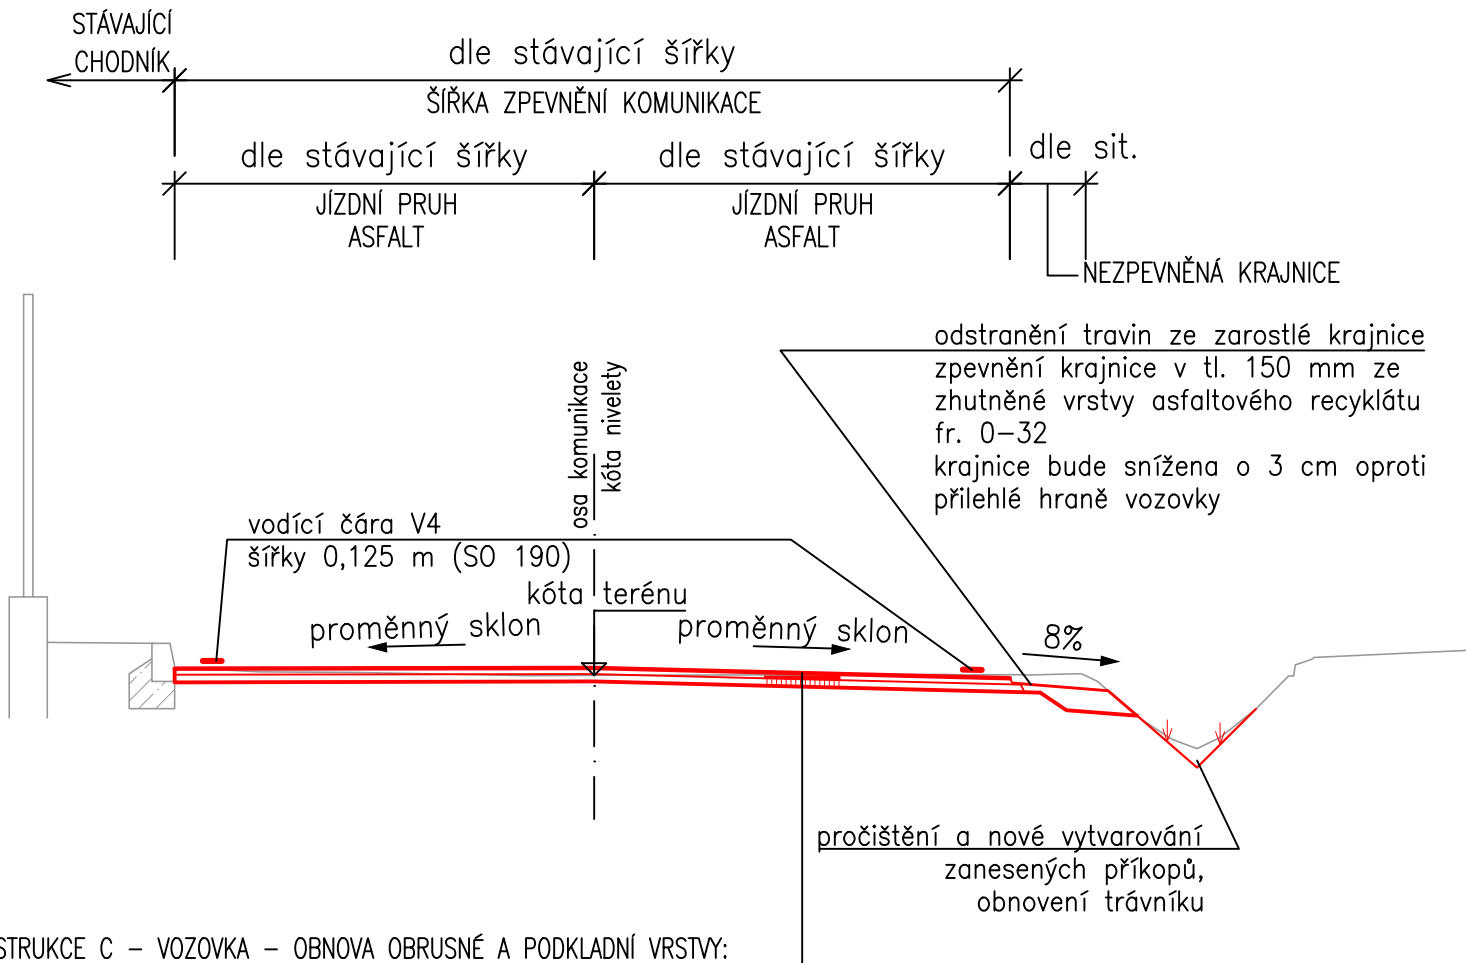 STÁVAJÍCÍ
CHODNÍK
dle stávající šířky
ŠÍŘKA ZPEVNĚNÍ KOMUNIKACE
dle stávající šířky
dle stávající šířky
dle sit.
JÍZDNÍ PRUH
ASFALT
JÍZDNÍ PRUH
ASFALT
NEZPEVNĚNÁ KRAJNICE
odstranění travin ze zarostlé krajnice
zpevnění krajnice v tl. 150 mm ze
zhutněné vrstvy asfaltového recyklátu
fr. 0-32
krajnice bude snížena o 3 cm oproti
přilehlé hraně vozovky
osa komunikace
kóta nivelety
vodící čára V4
šířky 0,125 m (SO 190)
kóta terénu
proměnný sklon
proměnný sklon
8%
pročištění a nové vytvarování
zanesených příkopů,
obnovení trávníku
STRUKCE C - VOZOVKA - OBNOVA OBRUSNÉ A PODKLADNÍ VRSTVY: